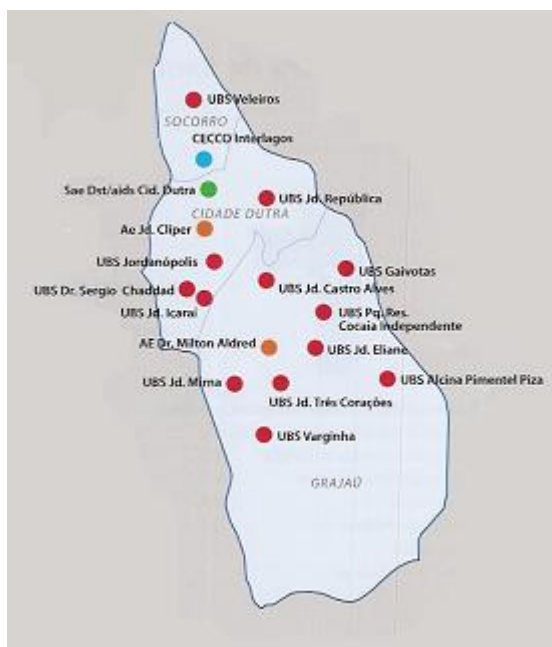 UBS Veleiros
SOCORRO
CECCO Interlagos
Sae Dst/aids Cid. Dutra
UBS Jd. República
CIDADE DUTRA
Ae Jd. Cliper
UBS Jordanópolis
UBS Gaivotas
UBS Dr. Sergio Chaddad
UBS Jd. Castro Alves
UBS Jd. Icaraí
UBS Pq. Res.
Cocaia Independente
AE Dr. Milton Aldred
UBS Jd. Eliane
UBS Jd. Mirna
UBS Alcina Pimentel Piza
UBS Jd. Três Corações
UBS Varginha
GRAJAÚ